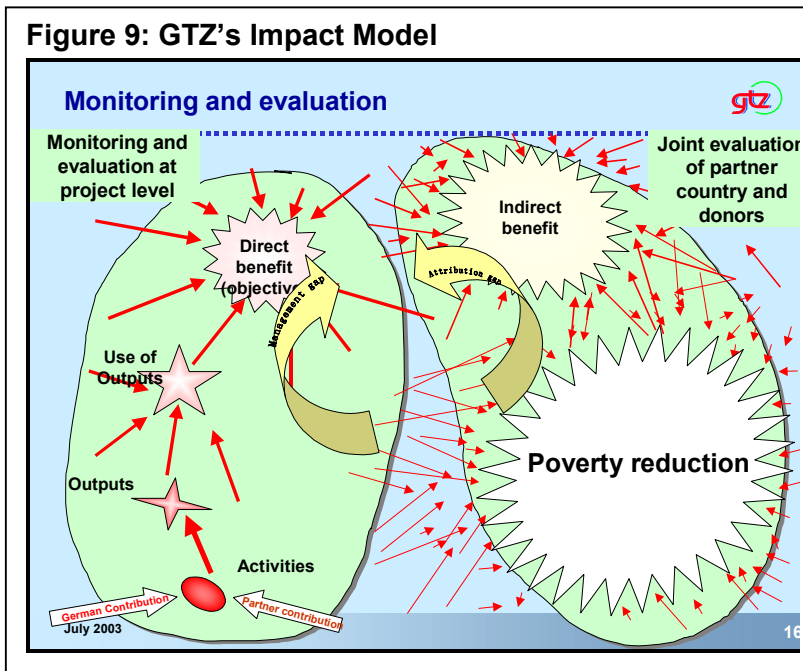 Figure 9: GTZ's Impact Model
Monitoring and evaluation
gtz
Monitoring and
evaluation at
project level
Joint evaluation
of partner
country and
donors
Indirect
benefit
Direct
benefit
(objective
Management gap
Attribution gap
Use of
Outputs
Poverty reduction
Outputs
Activities
German Contribution
Partner contribution
July 2003
16